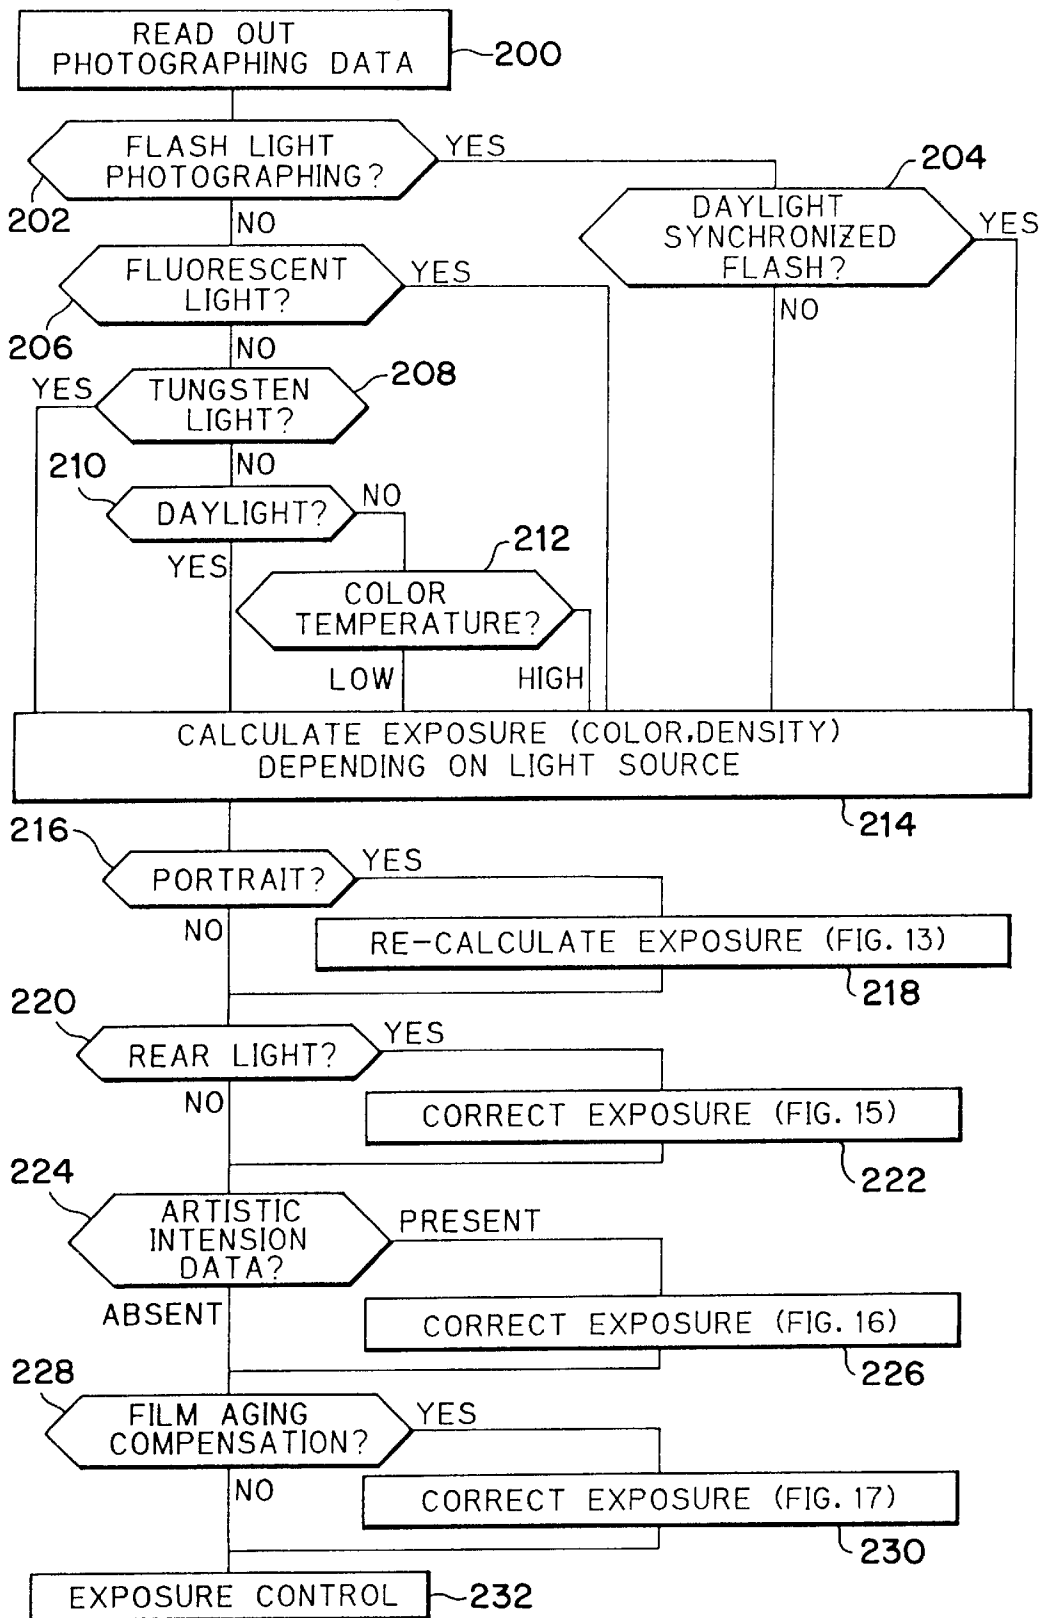 READ OUT
PHOTOGRAPHING DATA
200
FLASH LIGHT
PHOTOGRAPHING?
YES
202
NO
204
DAYLIGHT
SYNCHRONIZED
FLASH?
YES
NO
FLUORESCENT
LIGHT?
YES
206
NO
208
YES
TUNGSTEN
LIGHT?
NO
210
DAYLIGHT?
NO
YES
212
COLOR
TEMPERATURE?
LOW
HIGH
CALCULATE EXPOSURE (COLOR,DENSITY)
DEPENDING ON LIGHT SOURCE
214
216
PORTRAIT?
YES
NO
RE-CALCULATE EXPOSURE (FIG. 13)
218
220
REAR LIGHT?
YES
NO
CORRECT EXPOSURE (FIG. 15)
222
224
ARTISTIC
INTENSION
DATA?
PRESENT
ABSENT
CORRECT EXPOSURE (FIG. 16)
226
228
FILM AGING
COMPENSATION?
YES
NO
CORRECT EXPOSURE (FIG. 17)
230
EXPOSURE CONTROL
232